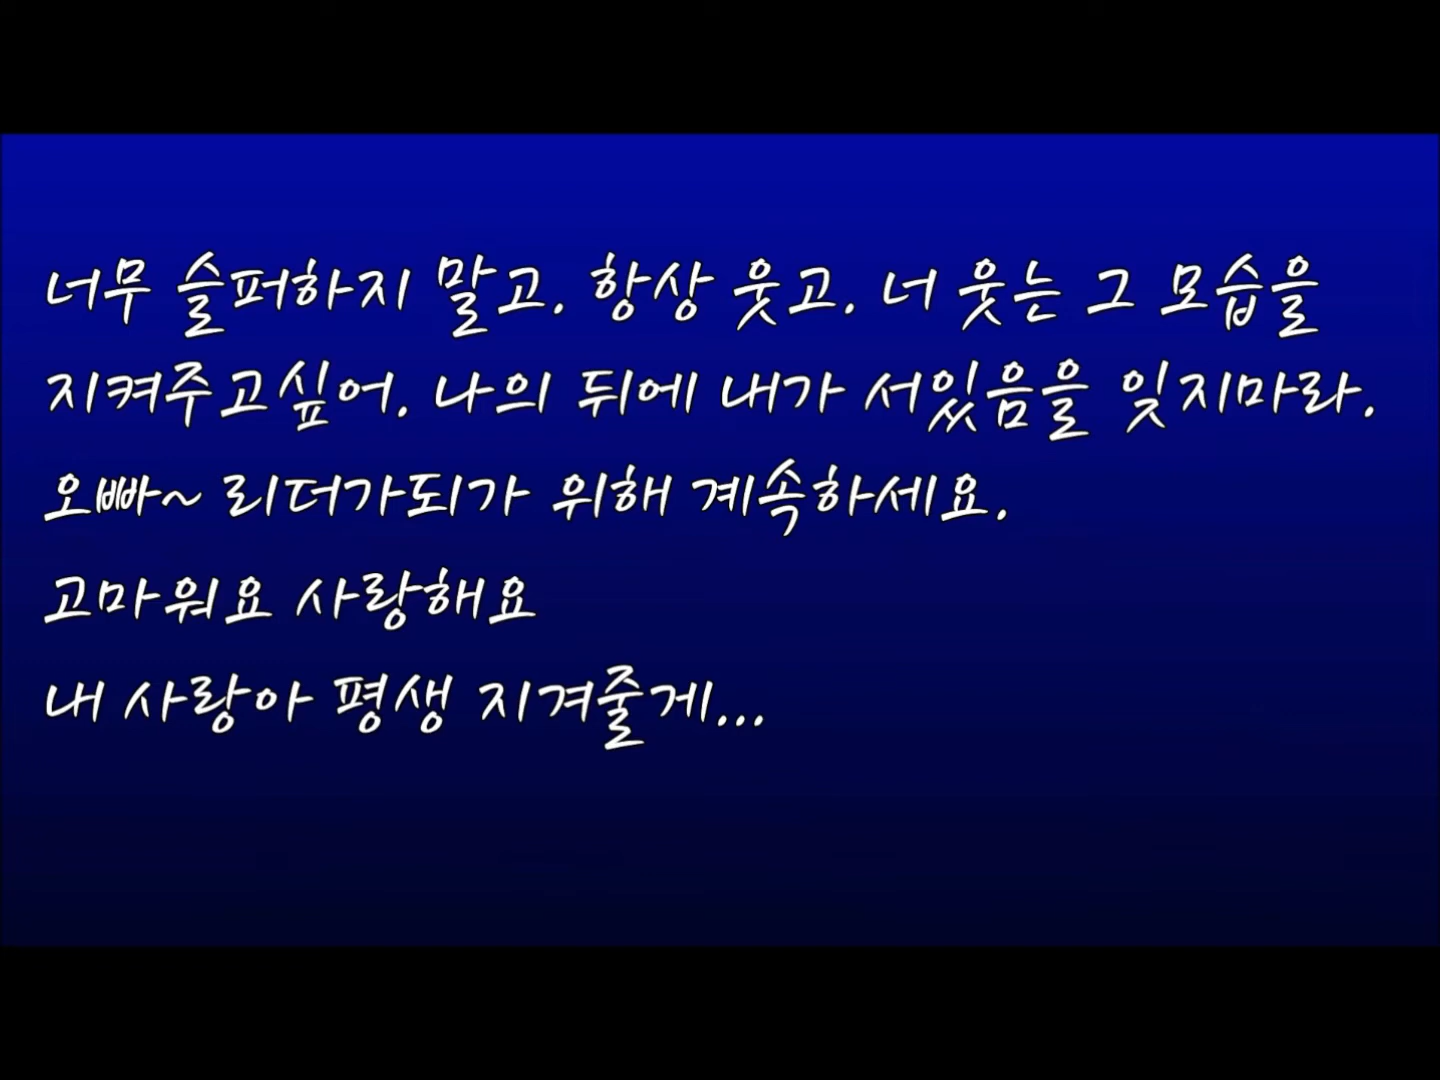 너무 슬퍼하지 말고. 항상 웃고. 너 웃는 그 모습을
지켜주고싶어. 나의 뒤에 내가 서있음을 잊지마라.
오빠~ 리더가되가 위해 계속하세요.
고마워요 사랑해요
내 사랑아 평생 지겨줄게...